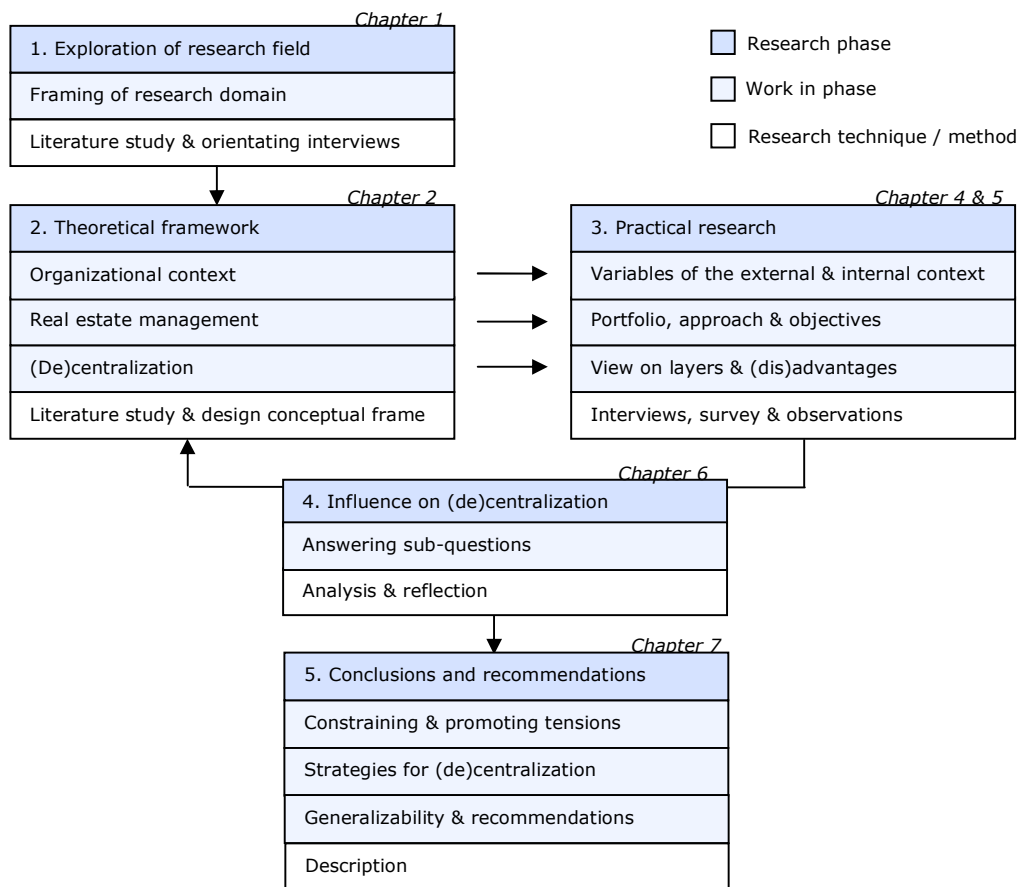 Chapter 1
1. Exploration of research field
Framing of research domain
Literature study & orientating interviews
Research phase
Work in phase
Research technique / method
Chapter 2
2. Theoretical framework
Organizational context
Real estate management
(De)centralization
Literature study & design conceptual frame
Chapter 4 & 5
3. Practical research
Variables of the external & internal context
Portfolio, approach & objectives
View on layers & (dis)advantages
Interviews, survey & observations
Chapter 6
4. Influence on (de)centralization
Answering sub-questions
Analysis & reflection
Chapter 7
5. Conclusions and recommendations
Constraining & promoting tensions
Strategies for (de)centralization
Generalizability & recommendations
Description